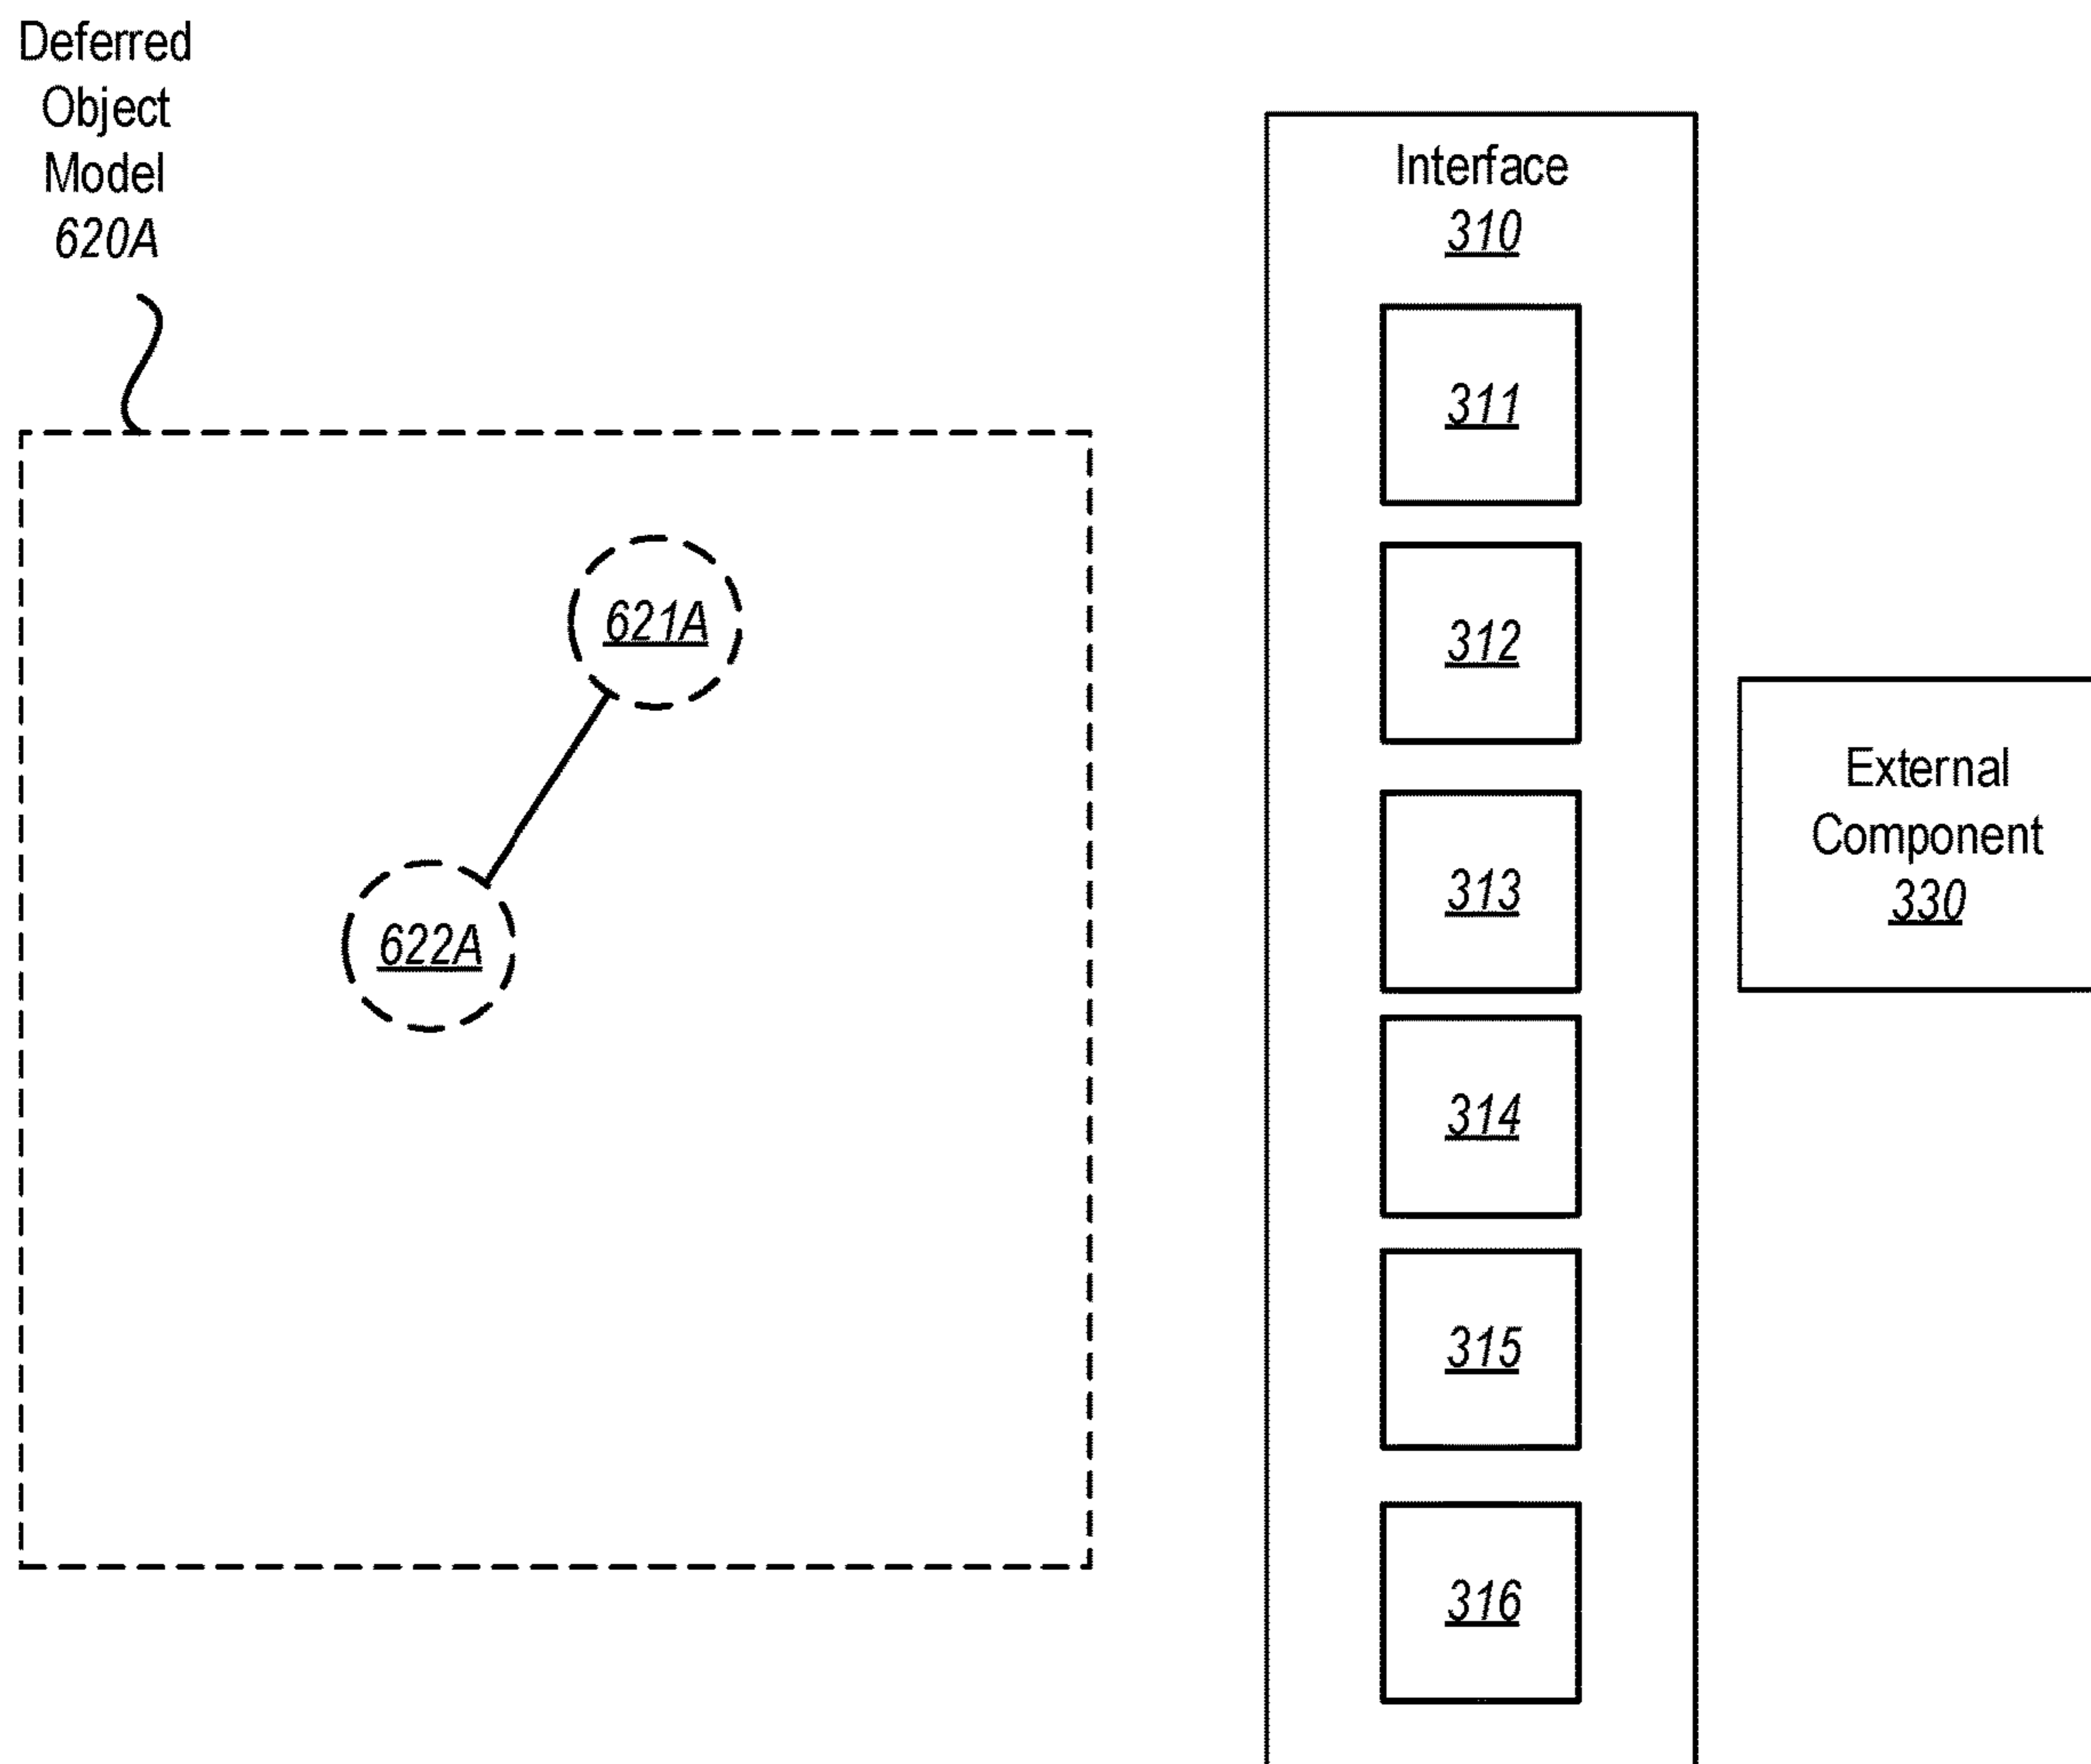 Deferred
Object
Model
620A
621A
622A
Interface
310
311
312
313
314
315
316
External
Component
330